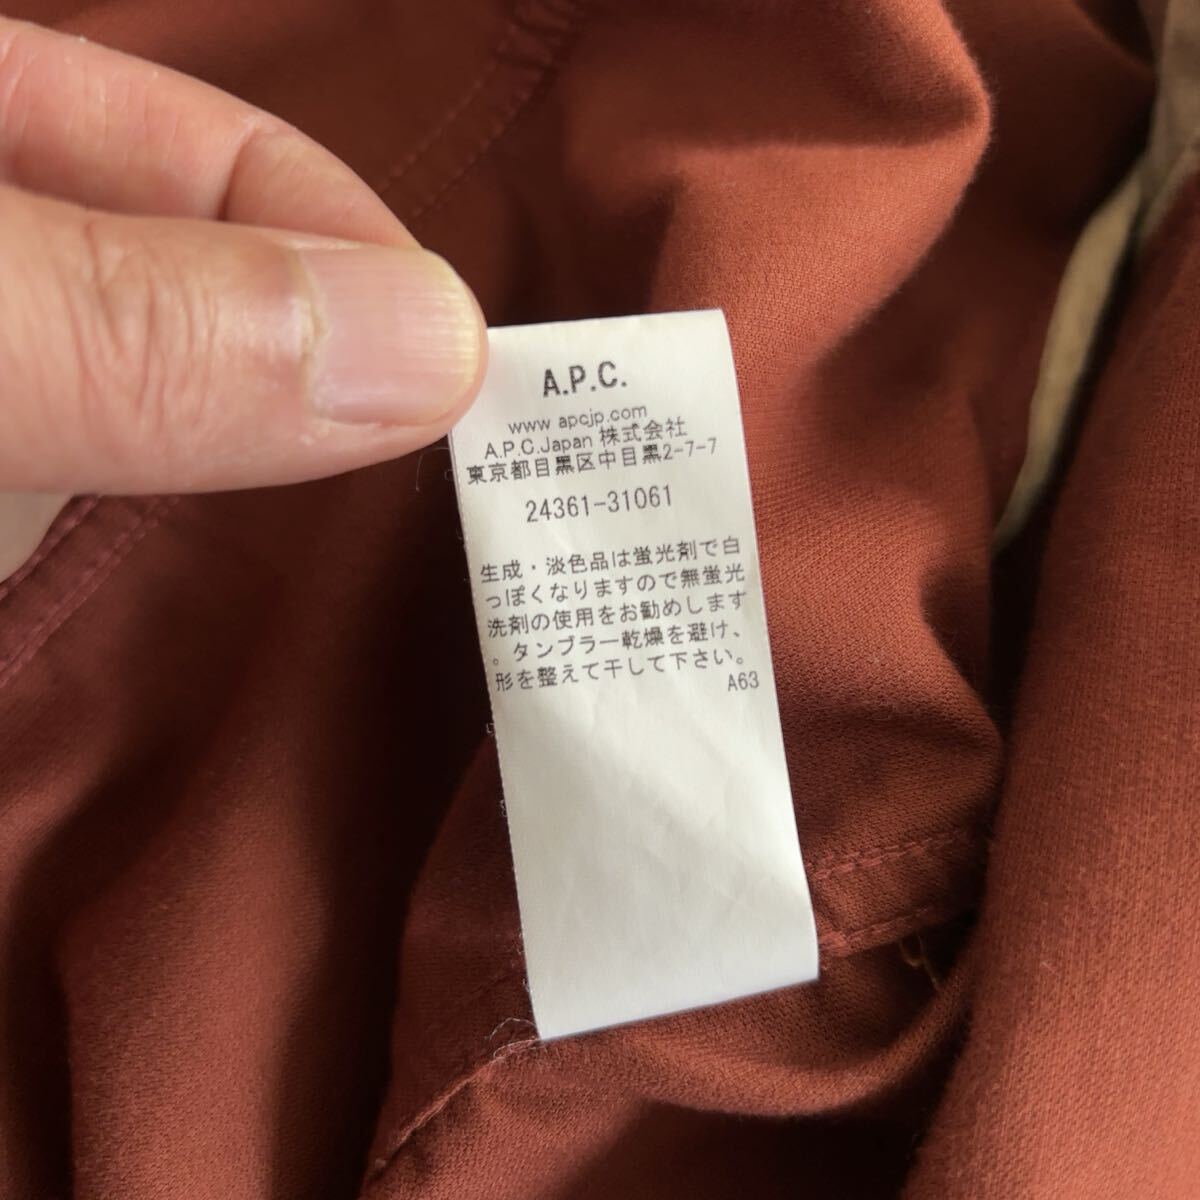 A.P.C.
www apcjp.com
A.P.C.Japan 株式会社
東京都目黒区中目黒2-7-7
24361-31061
生成・淡色品は蛍光剤で白
っぽくなりますので無蛍光
洗剤の使用をお勧めします
。タンブラー乾燥を避け、
形を整えて干して下さい。
A63